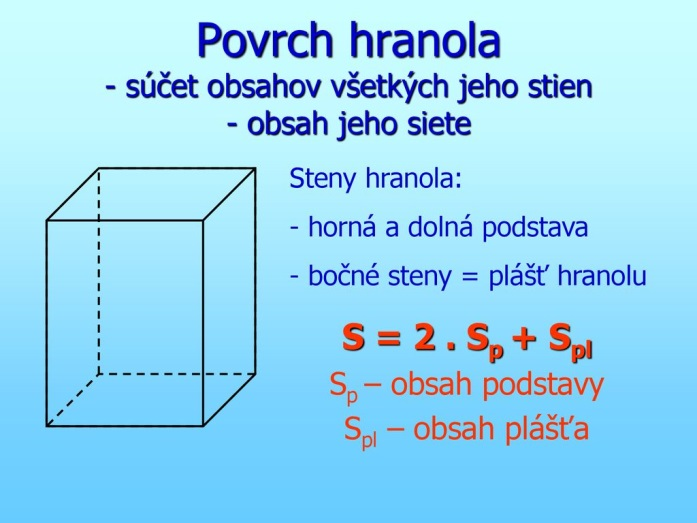 Povrch hranola
- súčet obsahov všetkých jeho stien
- obsah jeho siete
Steny hranola:
- horná a dolná podstava
- bočné steny = plášť hranolu
S = 2 . Sp + Spl
Sp – obsah podstavy
Spl – obsah plášťa